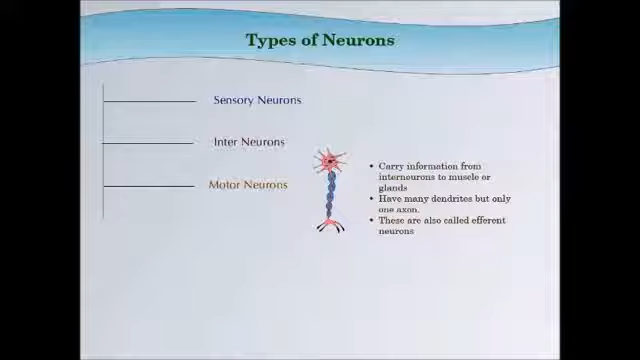 Types of Neurons
Sensory Neurons
Inter Neurons
Motor Neurons
• Carry information from
interneurons to muscle or
glands
• Have many dendrites but only
one axon.
• These are also called efferent
neurons